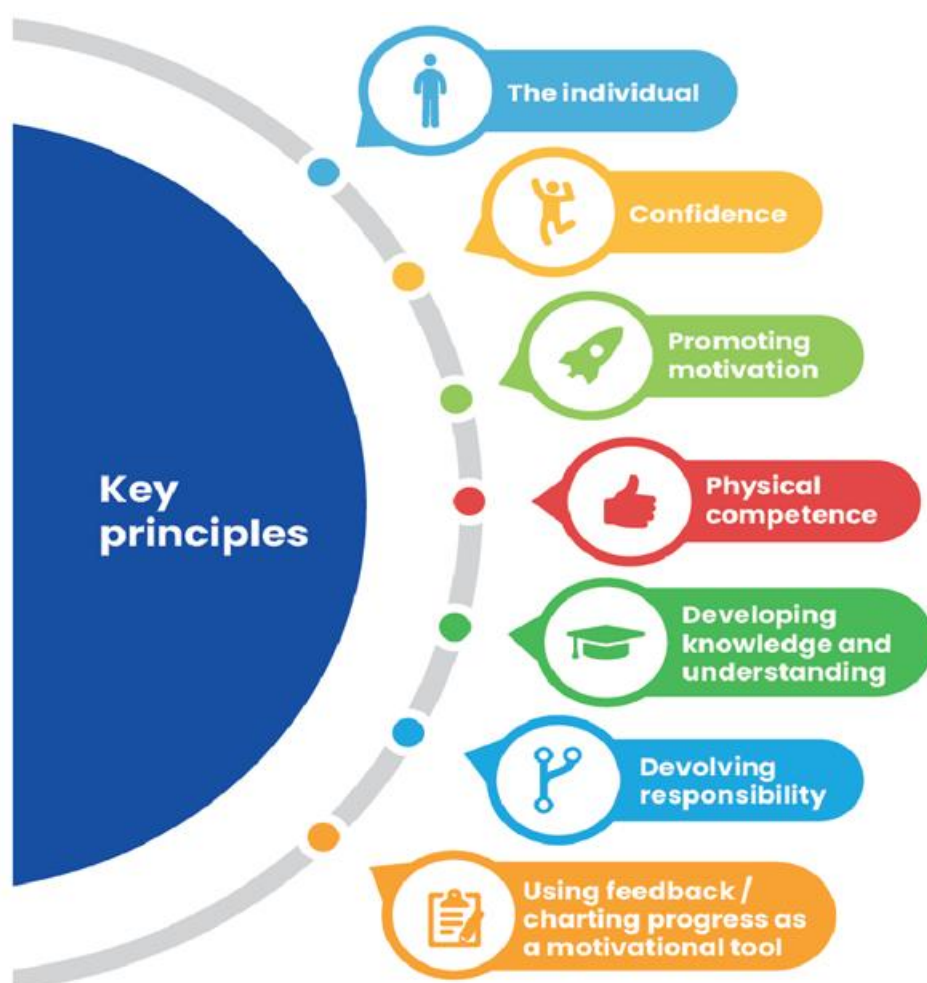 The individual
Confidence
Promoting
motivation
Key
principles
Physical
competence
Developing
knowledge and
understanding
Devolving
responsibility
Using feedback /
charting progress as
a motivational tool